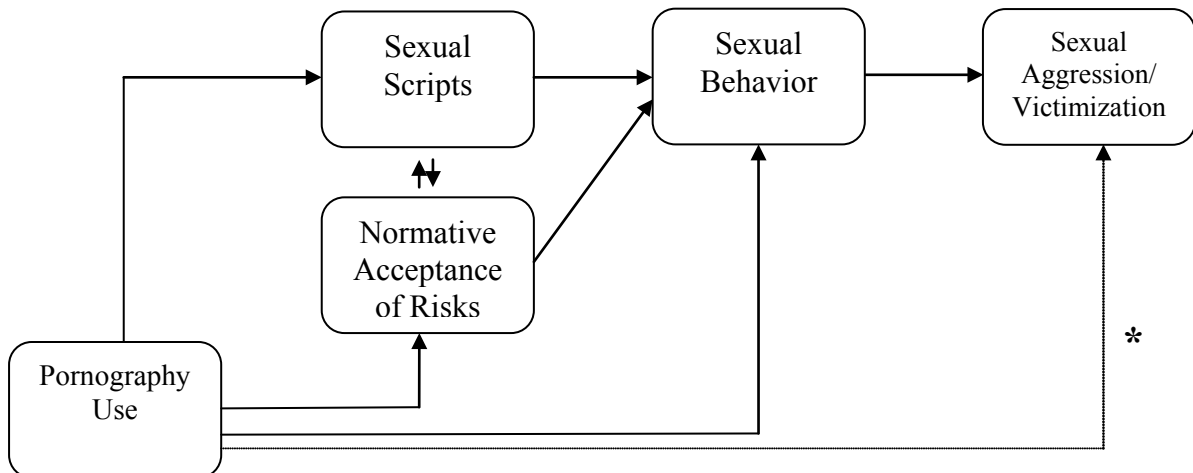 Sexual
Scripts
Sexual
Behavior
Sexual
Aggression/
Victimization
Normative
Acceptance
of Risks
Pornography
Use
*